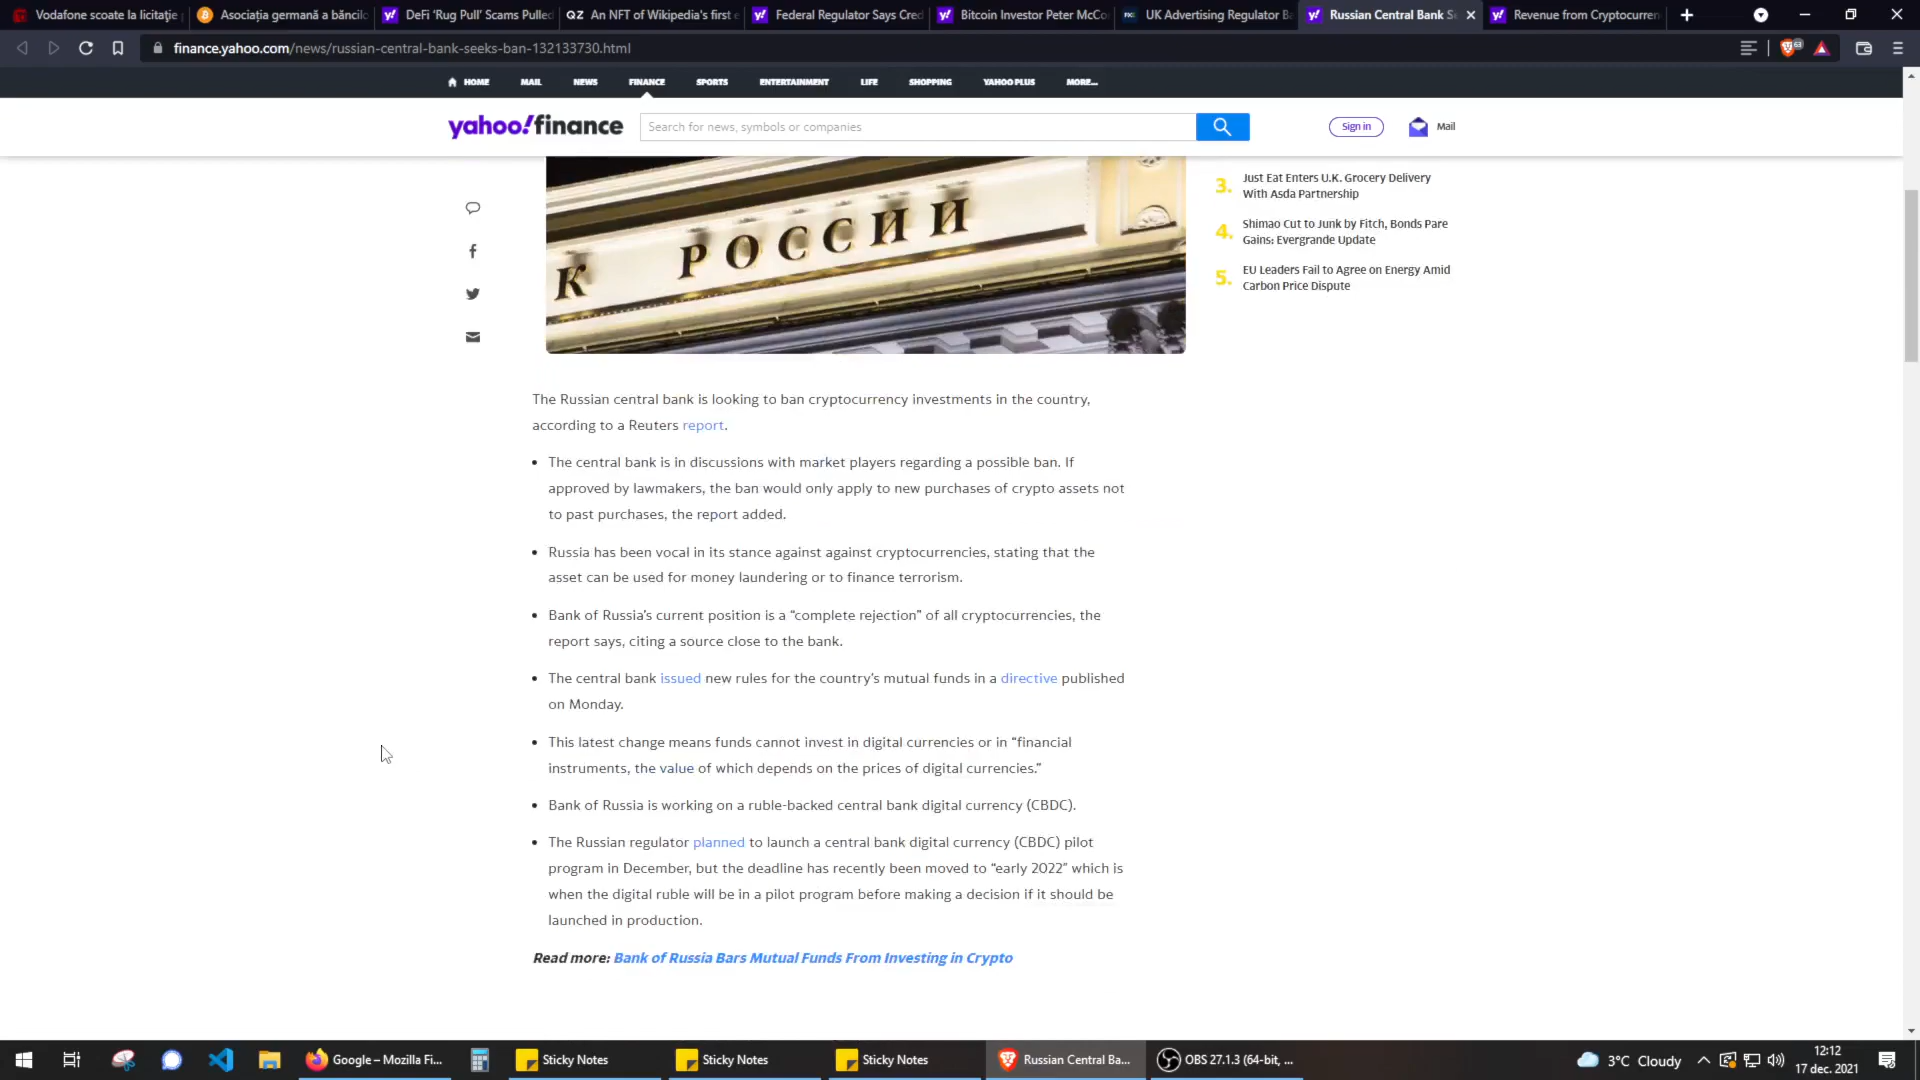 Vodafone scoate la licitație
Asociația germană a băncilo
DeFi ‘Rug Pull’ Scams Pulled
QZ An NFT of Wikipedia's first e
Federal Regulator Says Cred
Bitcoin Investor Peter McCo
UK Advertising Regulator Ba
Russian Central Bank S
Revenue from Cryptocurren
finance.yahoo.com/news/russian-central-bank-seeks-ban-132133730.html
HOME MAIL NEWS FINANCE SPORTS ENTERTAINMENT LIFE SHOPPING YAHOO PLUS MORE...
yahoo!finance
Search for news, symbols or companies
Sign in
Mail
К РОССИИ
3. Just Eat Enters U.K. Grocery Delivery
With Asda Partnership
4. Shimao Cut to Junk by Fitch, Bonds Pare
Gains: Evergrande Update
5. EU Leaders Fail to Agree on Energy Amid
Carbon Price Dispute
The Russian central bank is looking to ban cryptocurrency investments in the country,
according to a Reuters report.
• The central bank is in discussions with market players regarding a possible ban. If
approved by lawmakers, the ban would only apply to new purchases of crypto assets not
to past purchases, the report added.
• Russia has been vocal in its stance against against cryptocurrencies, stating that the
asset can be used for money laundering or to finance terrorism.
• Bank of Russia’s current position is a “complete rejection” of all cryptocurrencies, the
report says, citing a source close to the bank.
• The central bank issued new rules for the country’s mutual funds in a directive published
on Monday.
• This latest change means funds cannot invest in digital currencies or in “financial
instruments, the value of which depends on the prices of digital currencies.”
• Bank of Russia is working on a ruble-backed central bank digital currency (CBDC).
• The Russian regulator planned to launch a central bank digital currency (CBDC) pilot
program in December, but the deadline has recently been moved to “early 2022” which is
when the digital ruble will be in a pilot program before making a decision if it should be
launched in production.
Read more: Bank of Russia Bars Mutual Funds From Investing in Crypto
Google – Mozilla Fi...
Sticky Notes
Sticky Notes
Sticky Notes
Russian Central Ba...
OBS 27.1.3 (64-bit, ...
3°C Cloudy
12:12
17 dec. 2021